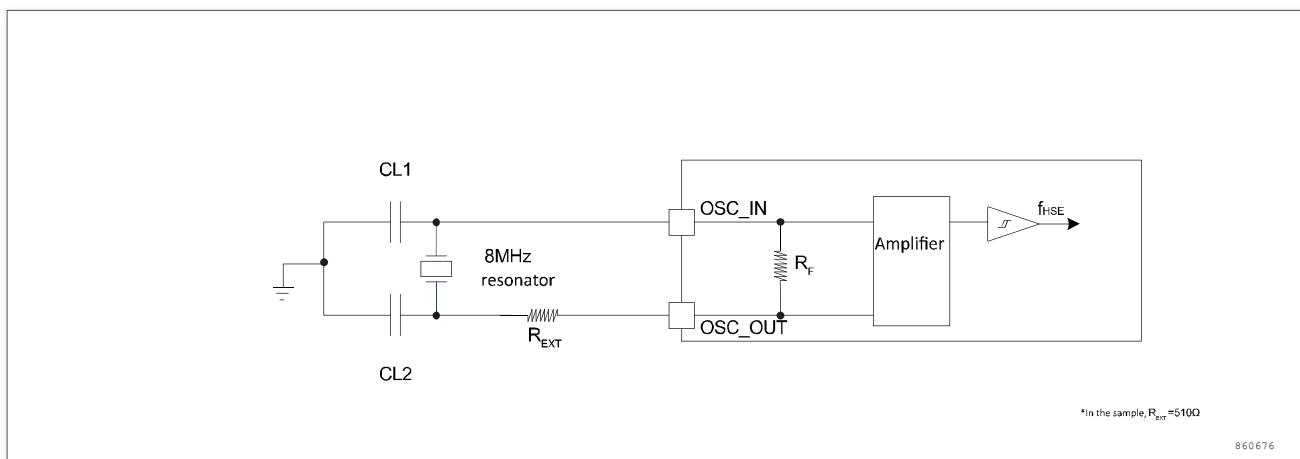 CL1
OSC_IN
fHSE
Amplifier
8MHz
resonator
RF
OSC_OUT
REXT
CL2
*In the sample, REXT=510Ω
860676